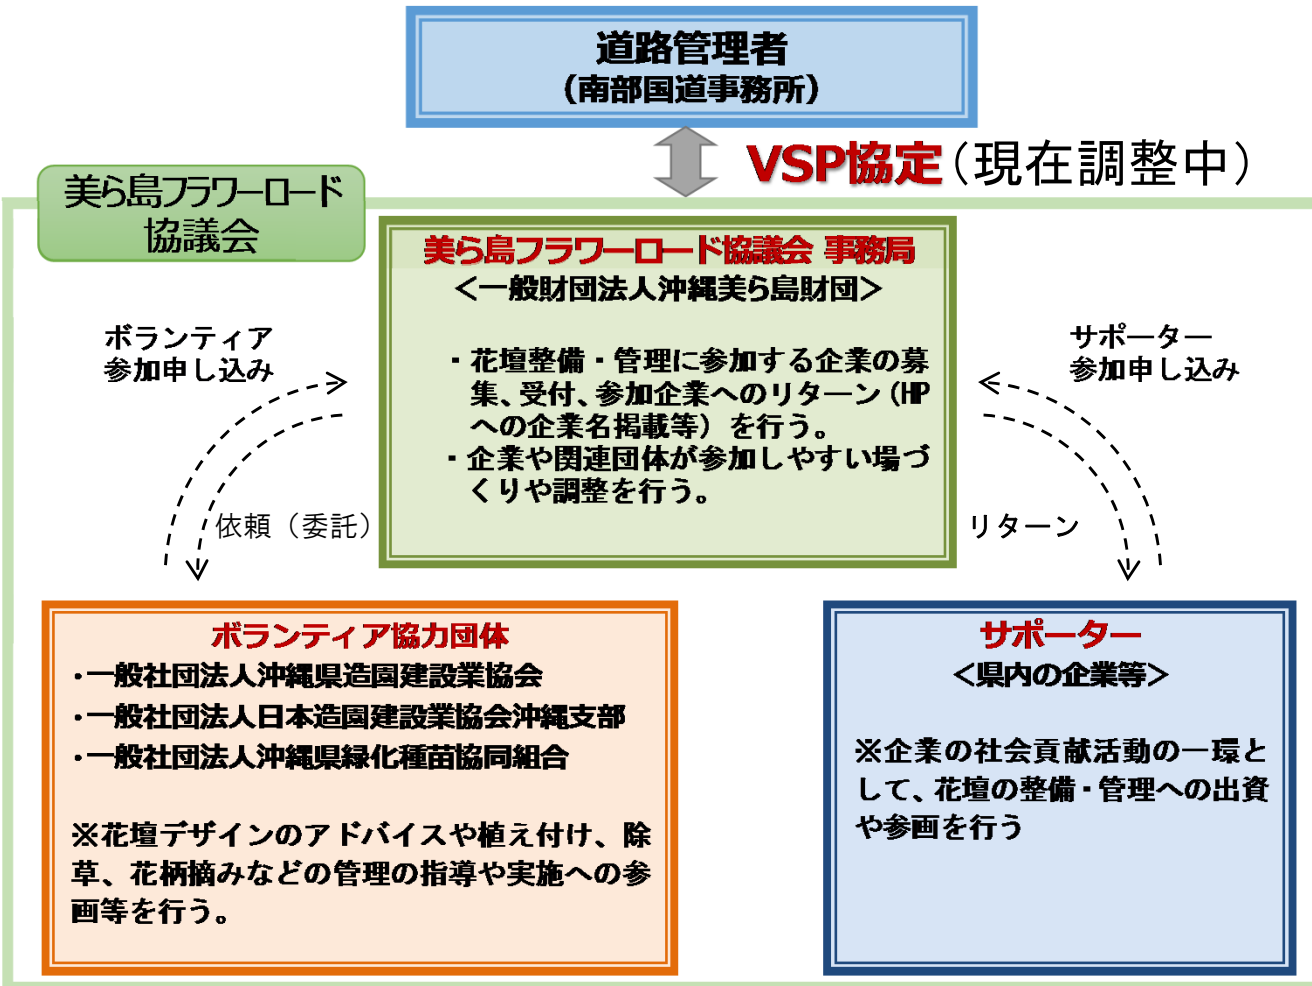 道路管理者
（南部国道事務所）
VSP協定（現在調整中）
美ら島フラワーロード
協議会
美ら島フラワーロード協議会 事務局
＜一般財団法人沖縄美ら島財団＞
・花壇整備・管理に参加する企業の募
集、受付、参加企業へのリターン（HP
への企業名掲載等）を行う。
・企業や関連団体が参加しやすい場づ
くりや調整を行う。
ボランティア
参加申し込み
依頼（委託）
サポーター
参加申し込み
リターン
ボランティア協力団体
・一般社団法人沖縄県造園建設業協会
・一般社団法人日本造園建設業協会沖縄支部
・一般社団法人沖縄県緑化種苗協同組合
※花壇デザインのアドバイスや植え付け、除
草、花柄摘みなどの管理の指導や実施への参
画等を行う。
サポーター
＜県内の企業等＞
※企業の社会貢献活動の一環と
して、花壇の整備・管理への出資
や参画を行う